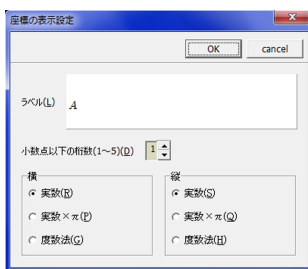 座標の表示設定
OK cancel
ラベル(L) A
小数点以下の桁数(1～5)(D) 1
横 縦
実数(R) 実数(S)
実数×π(P) 実数×π(Q)
度数法(G) 度数法(H)